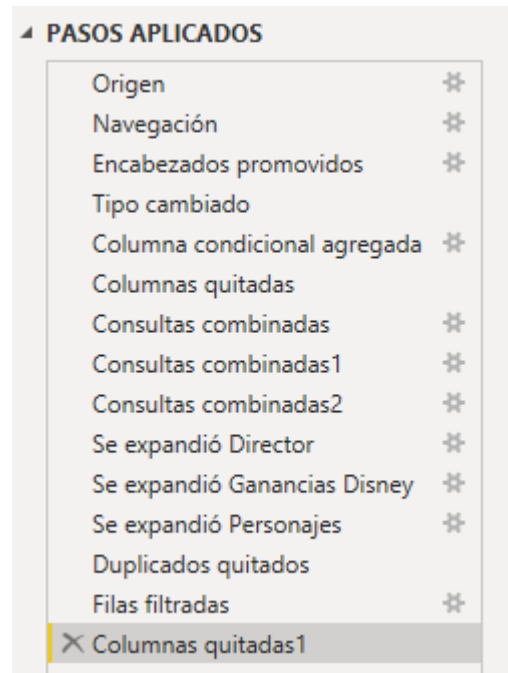 PASOS APLICADOS
Origen
Navegación
Encabezados promovidos
Tipo cambiado
Columna condicional agregada
Columnas quitadas
Consultas combinadas
Consultas combinadas1
Consultas combinadas2
Se expandió Director
Se expandió Ganancias Disney
Se expandió Personajes
Duplicados quitados
Filas filtradas
Columnas quitadas1